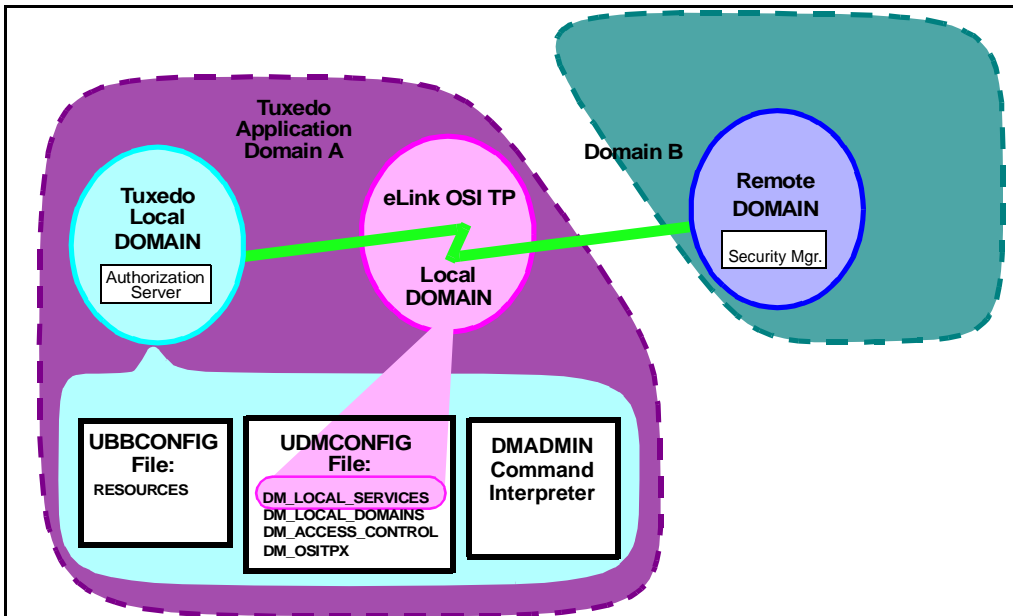 Tuxedo
Application
Domain A
Domain B
Tuxedo
Local
DOMAIN
Authorization
Server
eLink OSI TP
Local
DOMAIN
Remote
DOMAIN
Security Mgr.
UBBCONFIG
File:
RESOURCES
UDMCONFIG
File:
DM_LOCAL_SERVICES
DM_LOCAL_DOMAINS
DM_ACCESS_CONTROL
DM_OSITPX
DMADMIN
Command
Interpreter